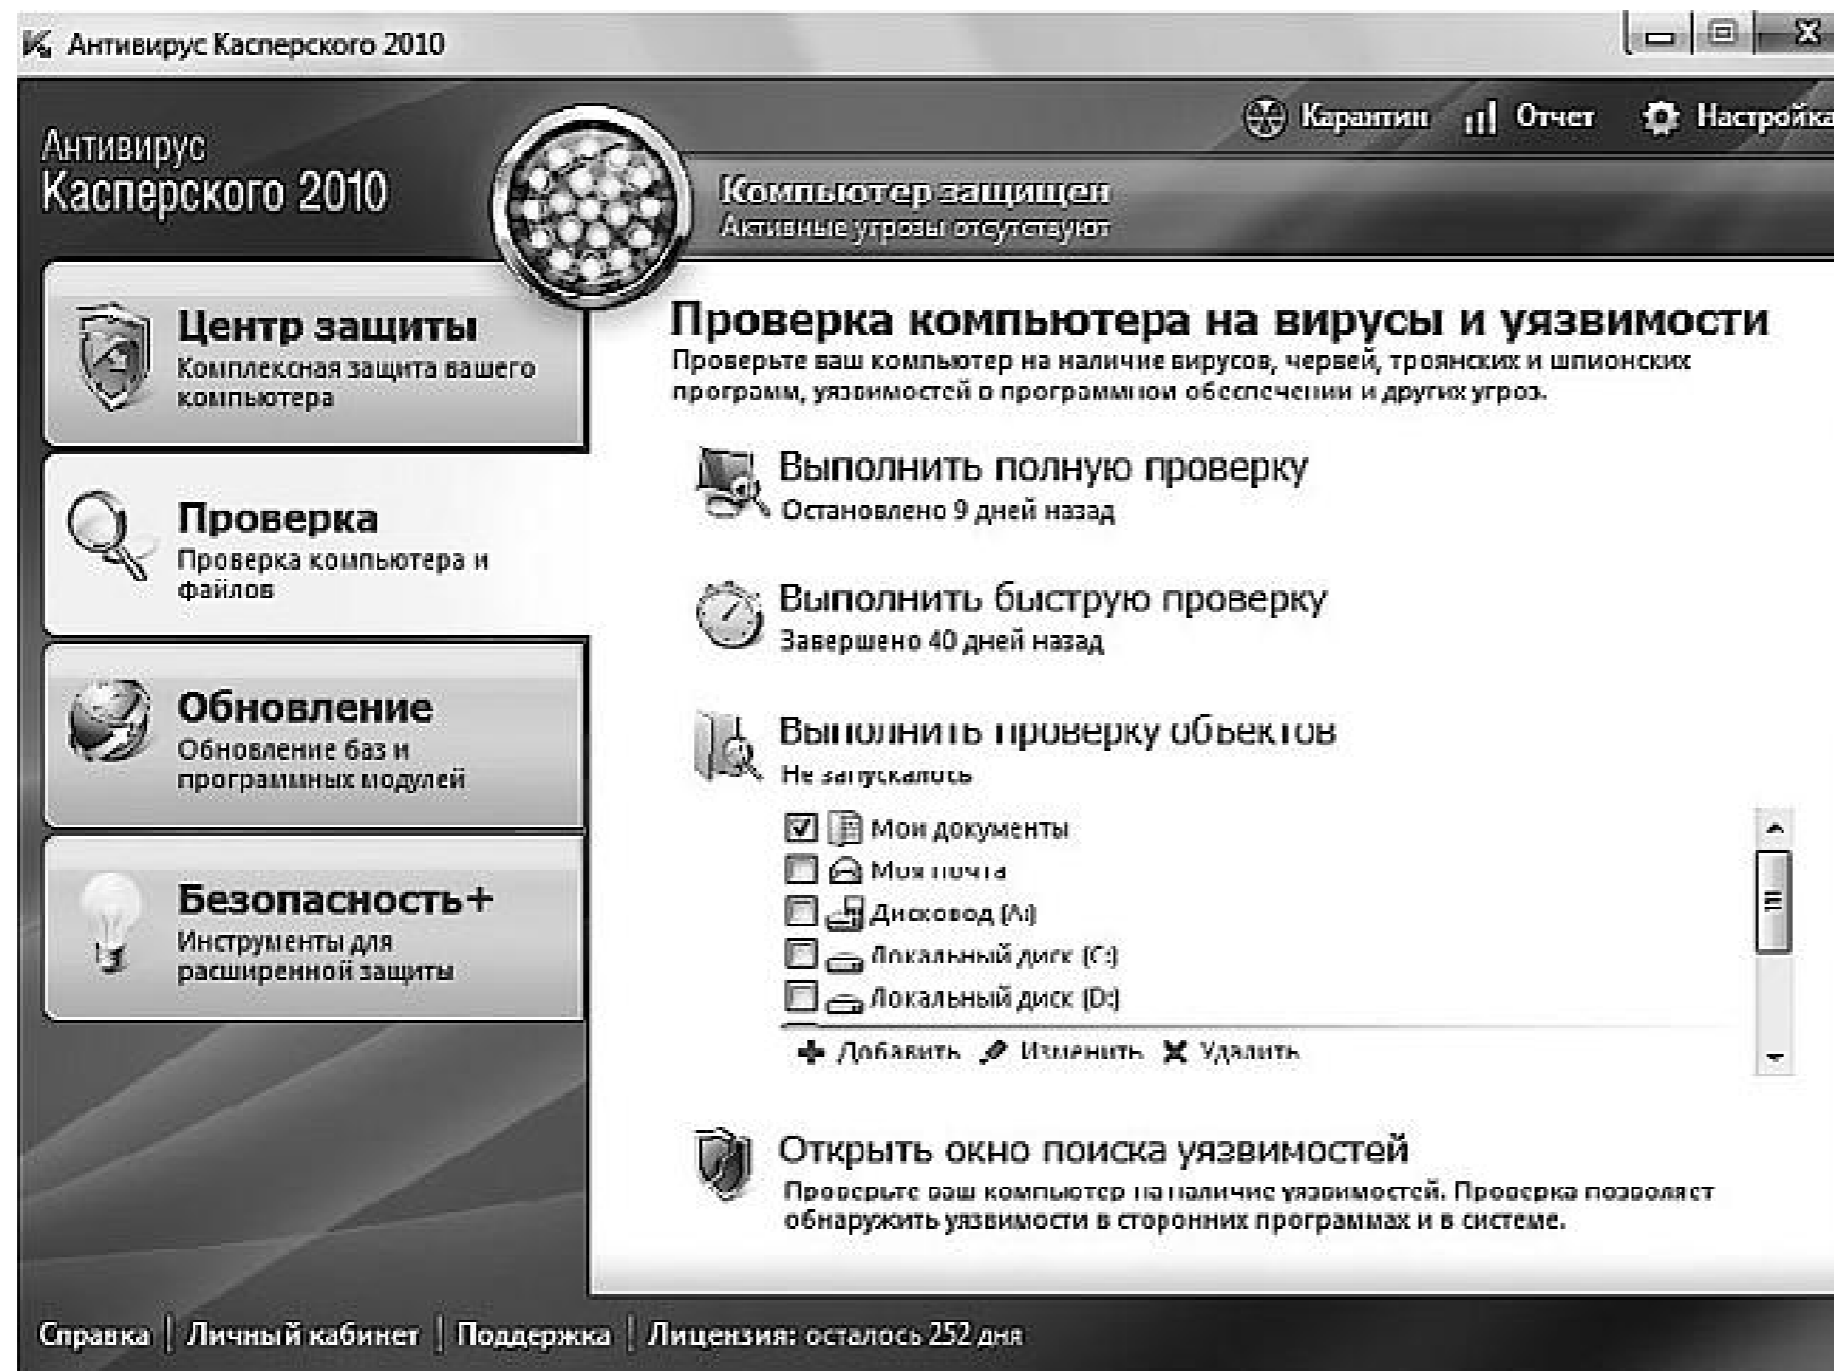 Антивирус Касперского 2010
Карантин Отчет Настройка
Антивирус
Касперского 2010
Компьютер защищен
Активные угрозы отсутствуют
Центр защиты
Комплексная защита вашего
компьютера
Проверка
Проверка компьютера и
файлов
Обновление
Обновление баз и
программных модулей
Безопасность+
Инструменты для
расширенной защиты
Проверка компьютера на вирусы и уязвимости
Проверьте ваш компьютер на наличие вирусов, червей, троянских и шпионских
программ, уязвимостей в программном обеспечении и других угроз.
Выполнить полную проверку
Остановлено 9 дней назад
Выполнить быструю проверку
Завершено 40 дней назад
Выполнить проверку объектов
Не запускалось
Мои документы
Моя почта
Дисковод (A:)
Локальный диск (C:)
Локальный диск (D:)
Добавить Изменить Удалить
Открыть окно поиска уязвимостей
Проверьте ваш компьютер на наличие уязвимостей. Проверка позволяет
обнаружить уязвимости в сторонних программах и в системе.
Справка | Личный кабинет | Поддержка | Лицензия: осталось 252 дня